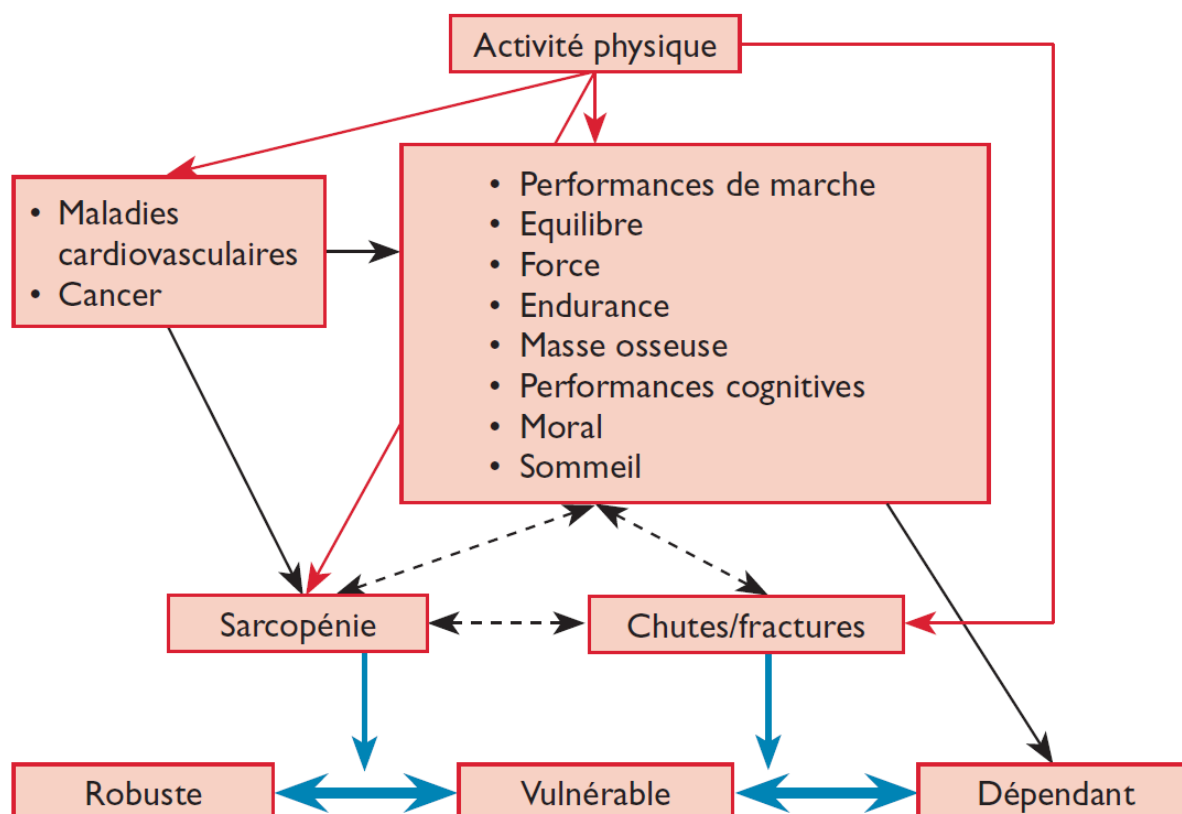 Activité physique
• Maladies
cardiovasculaires
• Cancer
• Performances de marche
• Equilibre
• Force
• Endurance
• Masse osseuse
• Performances cognitives
• Moral
• Sommeil
Sarcopénie
Chutes/fractures
Robuste
Vulnérable
Dépendant